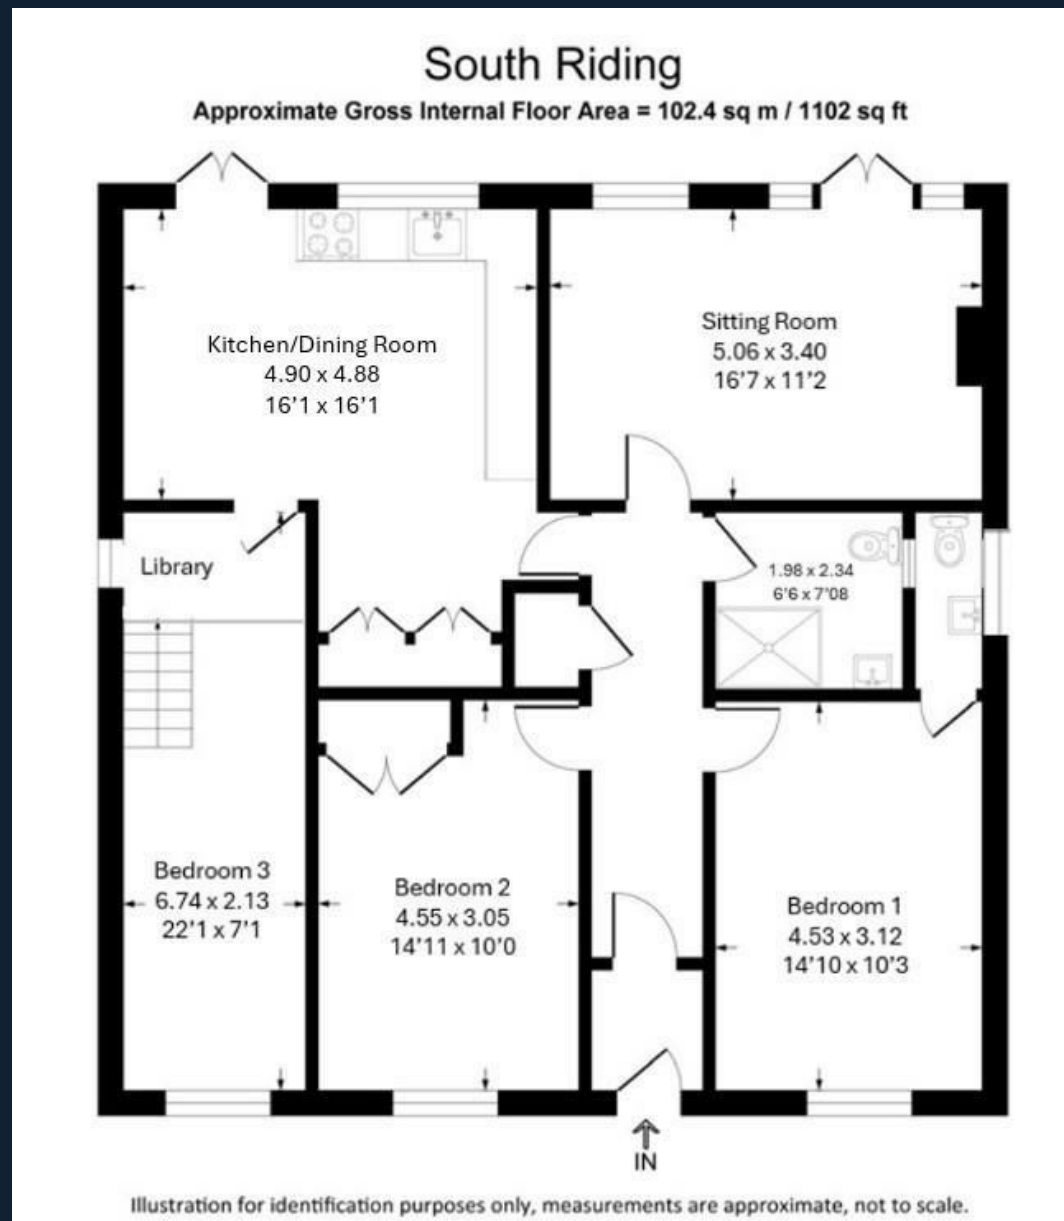 South Riding
Approximate Gross Internal Floor Area = 102.4 sq m / 1102 sq ft
Kitchen/Dining Room
4.90 x 4.88
16'1 x 16'1
Sitting Room
5.06 x 3.40
16'7 x 11'2
Library
1.98 x 2.34
6'6 x 7'08
Bedroom 3
6.74 x 2.13
22'1 x 7'1
Bedroom 2
4.55 x 3.05
14'11 x 10'0
Bedroom 1
4.53 x 3.12
14'10 x 10'3
IN
Illustration for identification purposes only, measurements are approximate, not to scale.